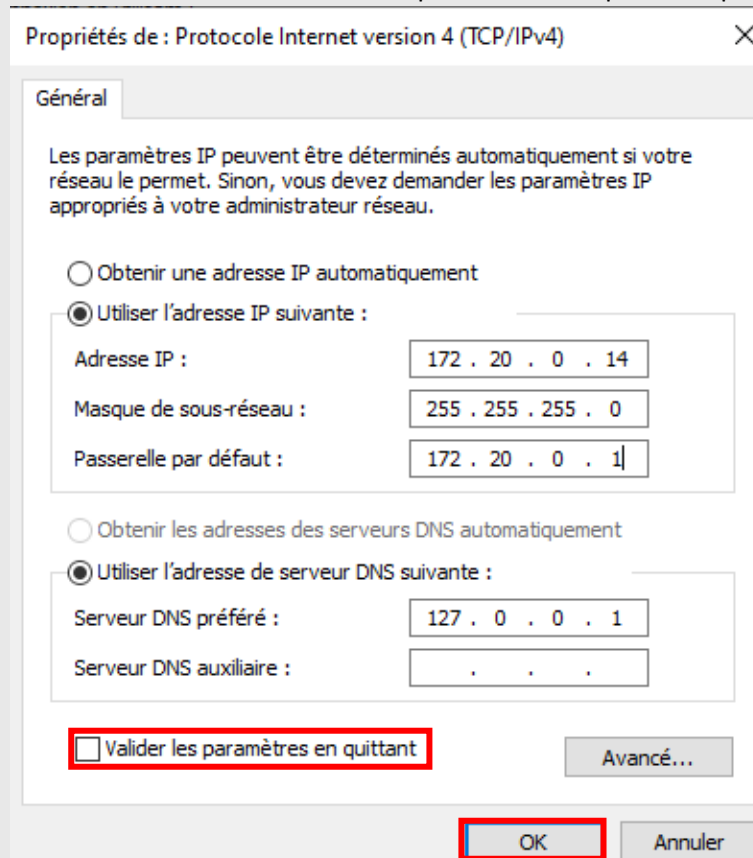 Propriétés de : Protocole Internet version 4 (TCP/IPv4)
Général
Les paramètres IP peuvent être déterminés automatiquement si votre
réseau le permet. Sinon, vous devez demander les paramètres IP
appropriés à votre administrateur réseau.
Obtenir une adresse IP automatiquement
Utiliser l’adresse IP suivante :
Adresse IP : 172 . 20 . 0 . 14
Masque de sous-réseau : 255 . 255 . 255 . 0
Passerelle par défaut : 172 . 20 . 0 . 1
Obtenir les adresses des serveurs DNS automatiquement
Utiliser l’adresse de serveur DNS suivante :
Serveur DNS préféré : 127 . 0 . 0 . 1
Serveur DNS auxiliaire : . . .
Valider les paramètres en quittant
Avancé...
OK Annuler